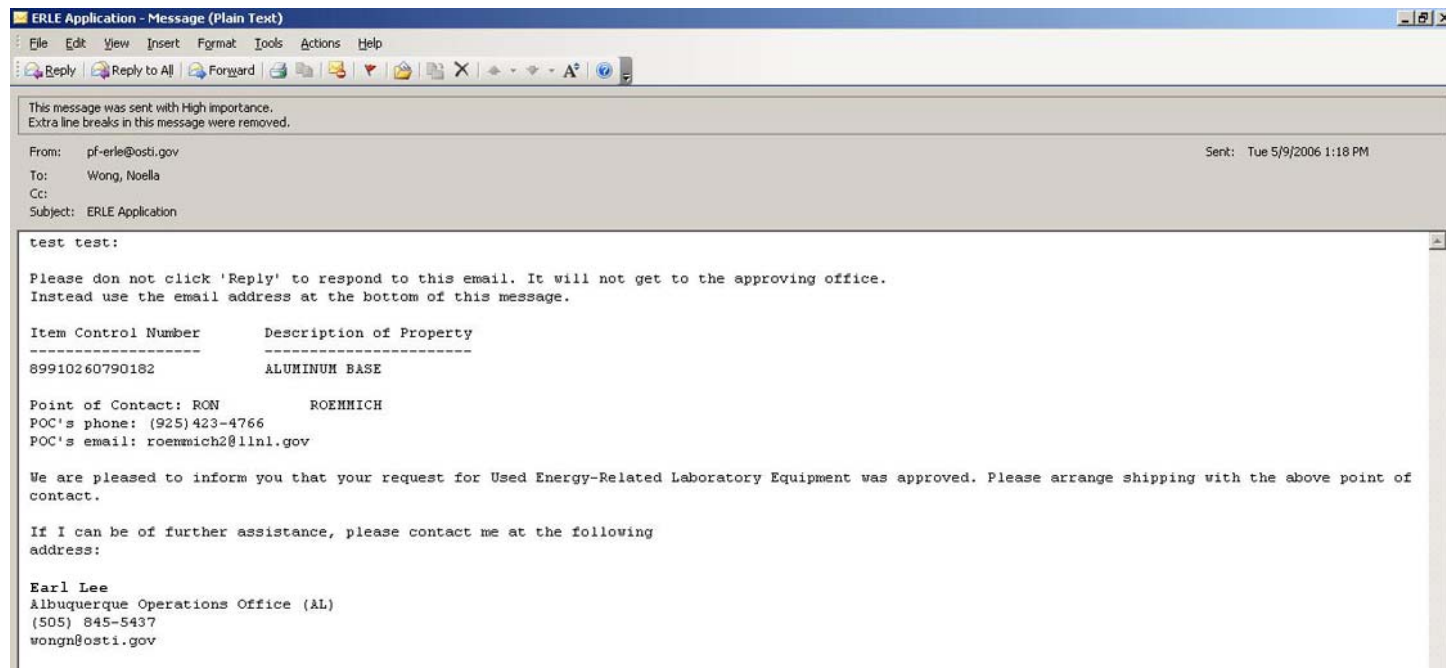 ERLE Application - Message (Plain Text)
File Edit View Insert Format Tools Actions Help
Reply Reply to All Forward
This message was sent with High importance.
Extra line breaks in this message were removed.
From: pf-erle@osti.gov Sent: Tue 5/9/2006 1:18 PM
To: Wong, Noella
Cc:
Subject: ERLE Application
test test:
Please don not click 'Reply' to respond to this email. It will not get to the approving office.
Instead use the email address at the bottom of this message.
Item Control Number Description of Property
------------------- -----------------------
89910260790182 ALUMINUM BASE
Point of Contact: RON ROEMMICH
POC's phone: (925)423-4766
POC's email: roemmich2@llnl.gov
We are pleased to inform you that your request for Used Energy-Related Laboratory Equipment was approved. Please arrange shipping with the above point of
contact.
If I can be of further assistance, please contact me at the following
address:
Earl Lee
Albuquerque Operations Office (AL)
(505) 845-5437
wongn@osti.gov